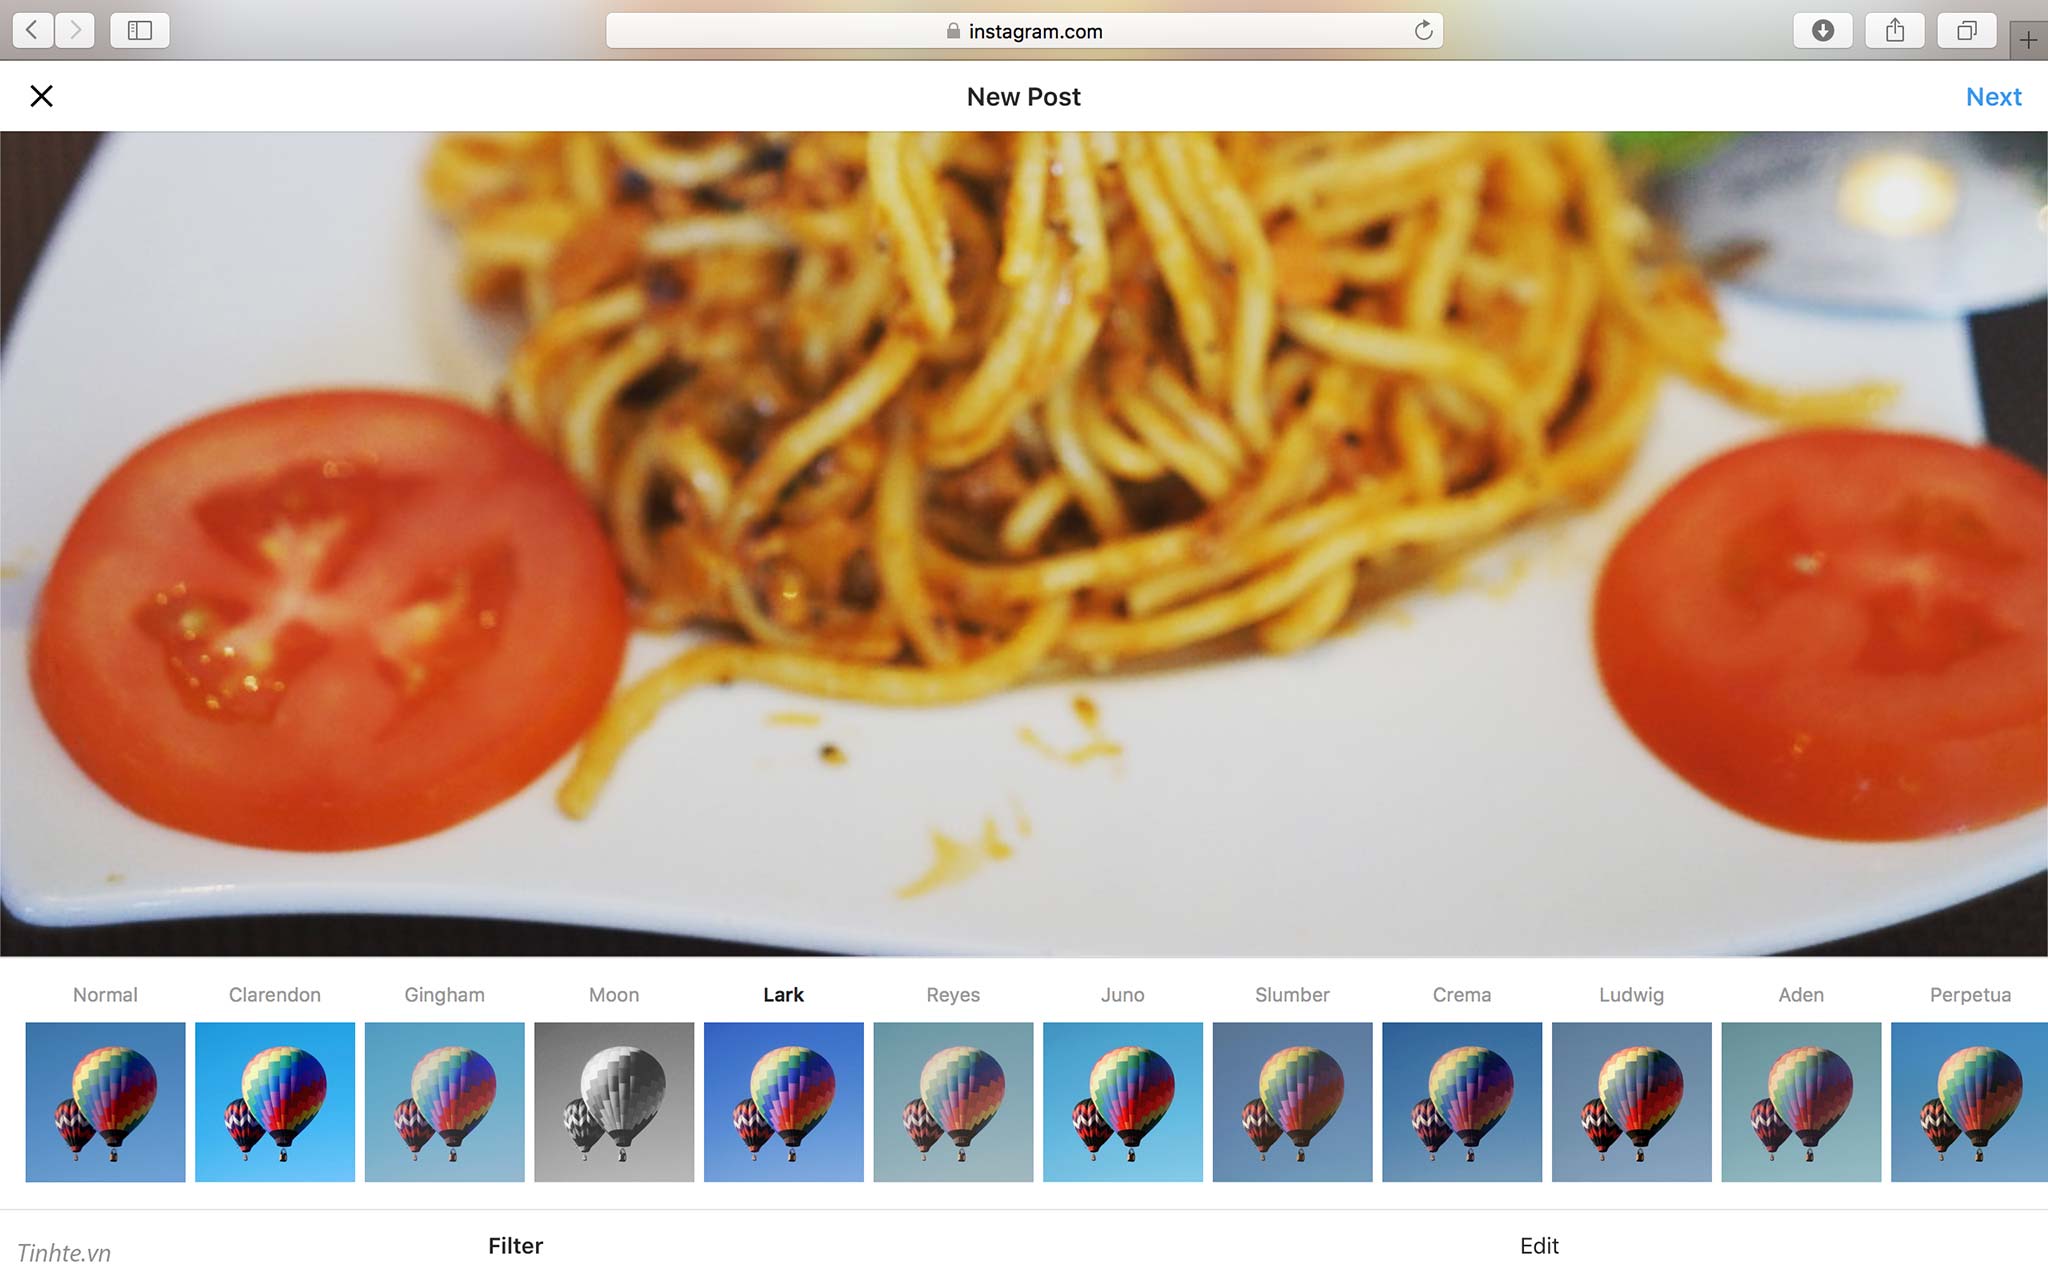 instagram.com
New Post
Next
Normal
Clarendon
Gingham
Moon
Lark
Reyes
Juno
Slumber
Crema
Ludwig
Aden
Perpetua
Tinhte.vn
Filter
Edit